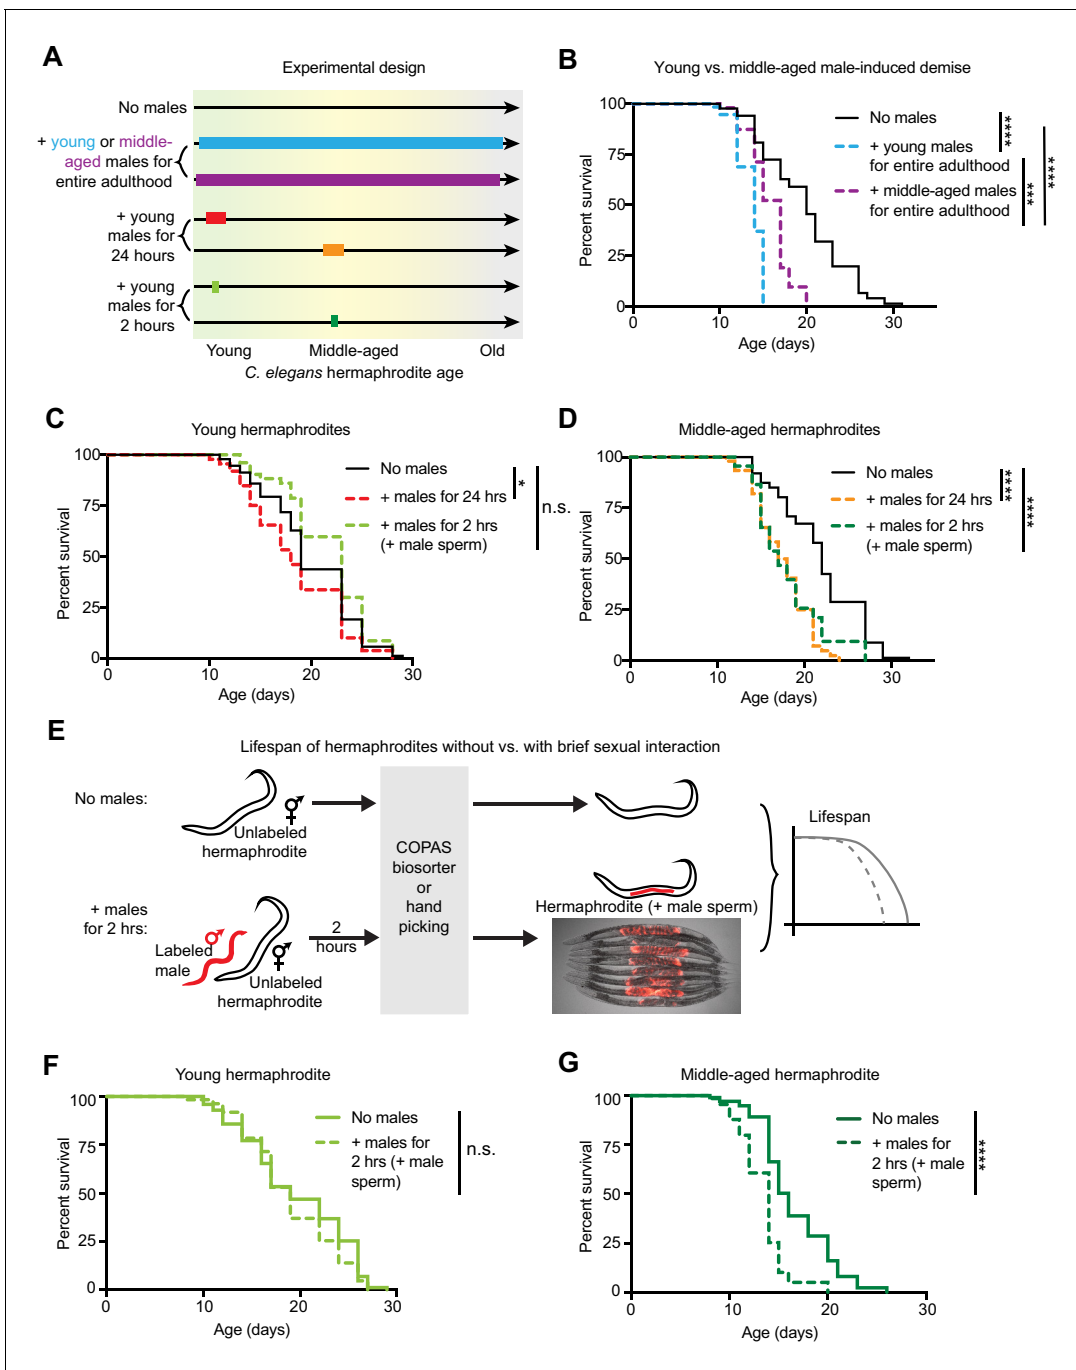 A
Experimental design
No males
+ young or middle-
aged males for
entire adulthood
+ young
males for
24 hours
+ young
males for
2 hours
Young
Middle-aged
Old
C. elegans hermaphrodite age
B
Young vs. middle-aged male-induced demise
Percent survival
100
75
50
25
0
0
10
20
30
Age (days)
No males
+ young males
for entire adulthood
+ middle-aged males
for entire adulthood
****
***
****
C
Young hermaphrodites
Percent survival
100
75
50
25
0
0
10
20
30
Age (days)
No males
+ males for 24 hrs
+ males for 2 hrs
(+ male sperm)
*
n.s.
D
Middle-aged hermaphrodites
Percent survival
100
75
50
25
0
0
10
20
30
Age (days)
No males
+ males for 24 hrs
+ males for 2 hrs
(+ male sperm)
****
****
E
Lifespan of hermaphrodites without vs. with brief sexual interaction
No males:
Unlabeled
hermaphrodite
+ males
for 2 hrs:
Labeled
male
Unlabeled
hermaphrodite
2
hours
COPAS
biosorter
or
hand
picking
Hermaphrodite (+ male sperm)
Lifespan
F
Young hermaphrodite
Percent survival
100
75
50
25
0
0
10
20
30
Age (days)
No males
+ males for
2 hrs (+ male
sperm)
n.s.
G
Middle-aged hermaphrodite
Percent survival
100
75
50
25
0
0
10
20
30
Age (days)
No males
+ males for
2 hrs (+ male
sperm)
****